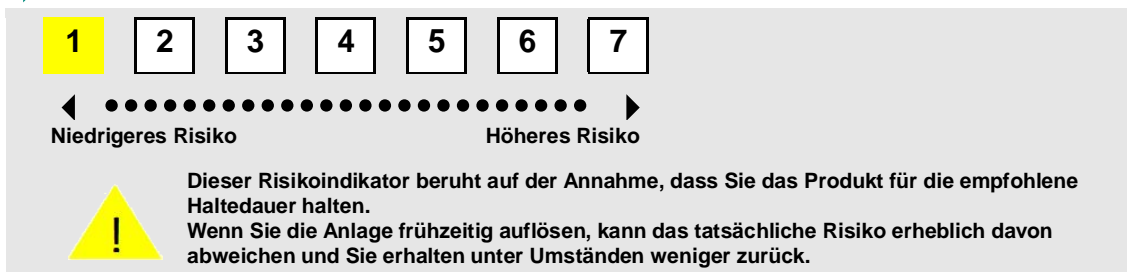 1 2 3 4 5 6 7
Niedrigeres Risiko Höheres Risiko
Dieser Risikoindikator beruht auf der Annahme, dass Sie das Produkt für die empfohlene
Haltedauer halten.
! Wenn Sie die Anlage frühzeitig auflösen, kann das tatsächliche Risiko erheblich davon
abweichen und Sie erhalten unter Umständen weniger zurück.